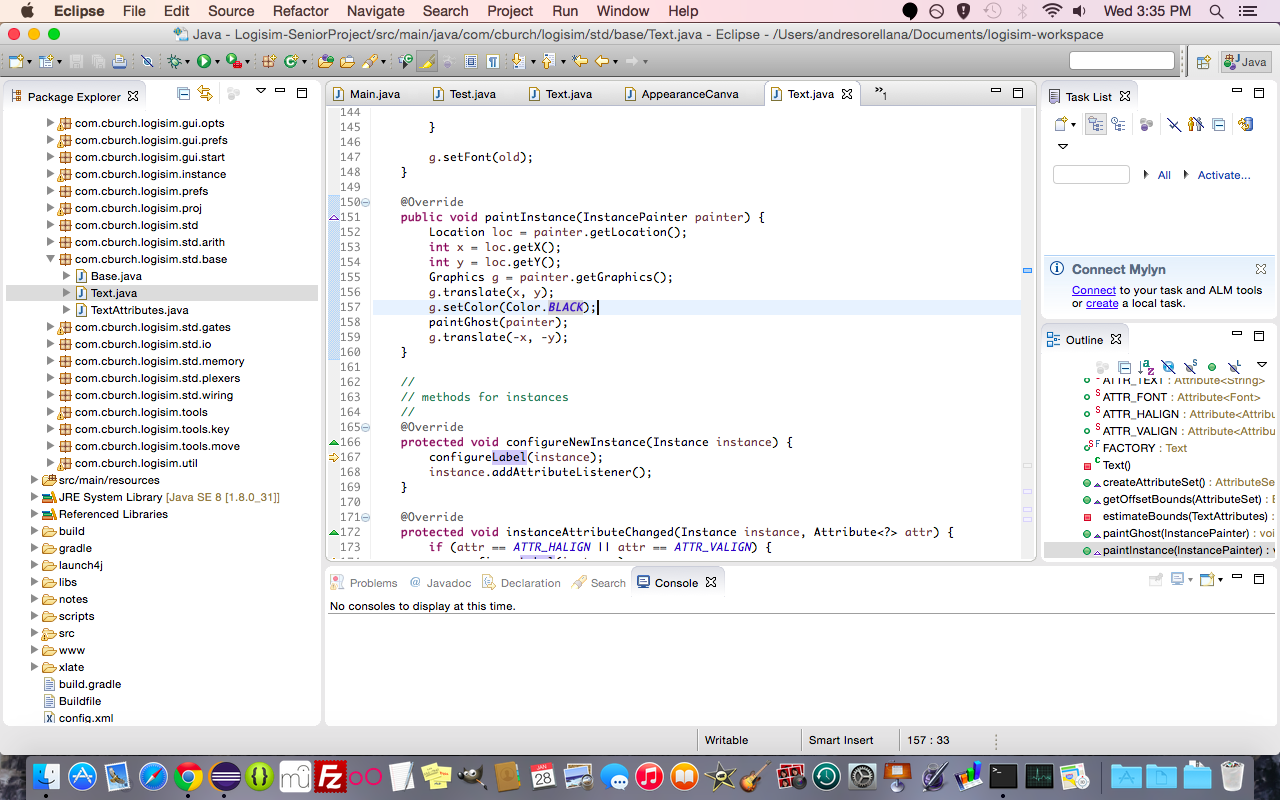 Eclipse File Edit Source Refactor Navigate Search Project Run Window Help Wed 3:35 PM
Java - Logisim-SeniorProject/src/main/java/com/cburch/logisim/std/base/Text.java - Eclipse - /Users/andresorellana/Documents/logisim-workspace
Java
Package Explorer
com.cburch.logisim.gui.opts
com.cburch.logisim.gui.prefs
com.cburch.logisim.gui.start
com.cburch.logisim.instance
com.cburch.logisim.prefs
com.cburch.logisim.proj
com.cburch.logisim.std
com.cburch.logisim.std.arith
com.cburch.logisim.std.base
Base.java
Text.java
TextAttributes.java
com.cburch.logisim.std.gates
com.cburch.logisim.std.io
com.cburch.logisim.std.memory
com.cburch.logisim.std.plexers
com.cburch.logisim.std.wiring
com.cburch.logisim.tools
com.cburch.logisim.tools.key
com.cburch.logisim.tools.move
com.cburch.logisim.util
src/main/resources
JRE System Library [Java SE 8 [1.8.0_31]]
Referenced Libraries
build
gradle
launch4j
libs
notes
scripts
src
www
xlate
build.gradle
Buildfile
config.xml
Main.java Test.java Text.java AppearanceCanva Text.java »1
144
145 }
146
147 g.setFont(old);
148 }
149
150 @Override
151 public void paintInstance(InstancePainter painter) {
152 Location loc = painter.getLocation();
153 int x = loc.getX();
154 int y = loc.getY();
155 Graphics g = painter.getGraphics();
156 g.translate(x, y);
157 g.setColor(Color.BLACK);
158 paintGhost(painter);
159 g.translate(-x, -y);
160 }
161
162 //
163 // methods for instances
164 //
165 @Override
166 protected void configureNewInstance(Instance instance) {
167 configureLabel(instance);
168 instance.addAttributeListener();
169 }
170
171 @Override
172 protected void instanceAttributeChanged(Instance instance, Attribute<?> attr) {
173 if (attr == ATTR_HALIGN || attr == ATTR_VALIGN) {
Task List
All Activate...
Connect Mylyn
Connect to your task and ALM tools
or create a local task.
Outline
ATTR_TEXT : Attribute<String>
ATTR_FONT : Attribute<Font>
ATTR_HALIGN : Attribute<Attribu
ATTR_VALIGN : Attribute<Attribu
FACTORY : Text
Text()
createAttributeSet() : AttributeSe
getOffsetBounds(AttributeSet) : B
estimateBounds(TextAttributes) :
paintGhost(InstancePainter) : voi
paintInstance(InstancePainter) : v
Problems @ Javadoc Declaration Search Console
No consoles to display at this time.
Writable Smart Insert 157 : 33
JAN
28